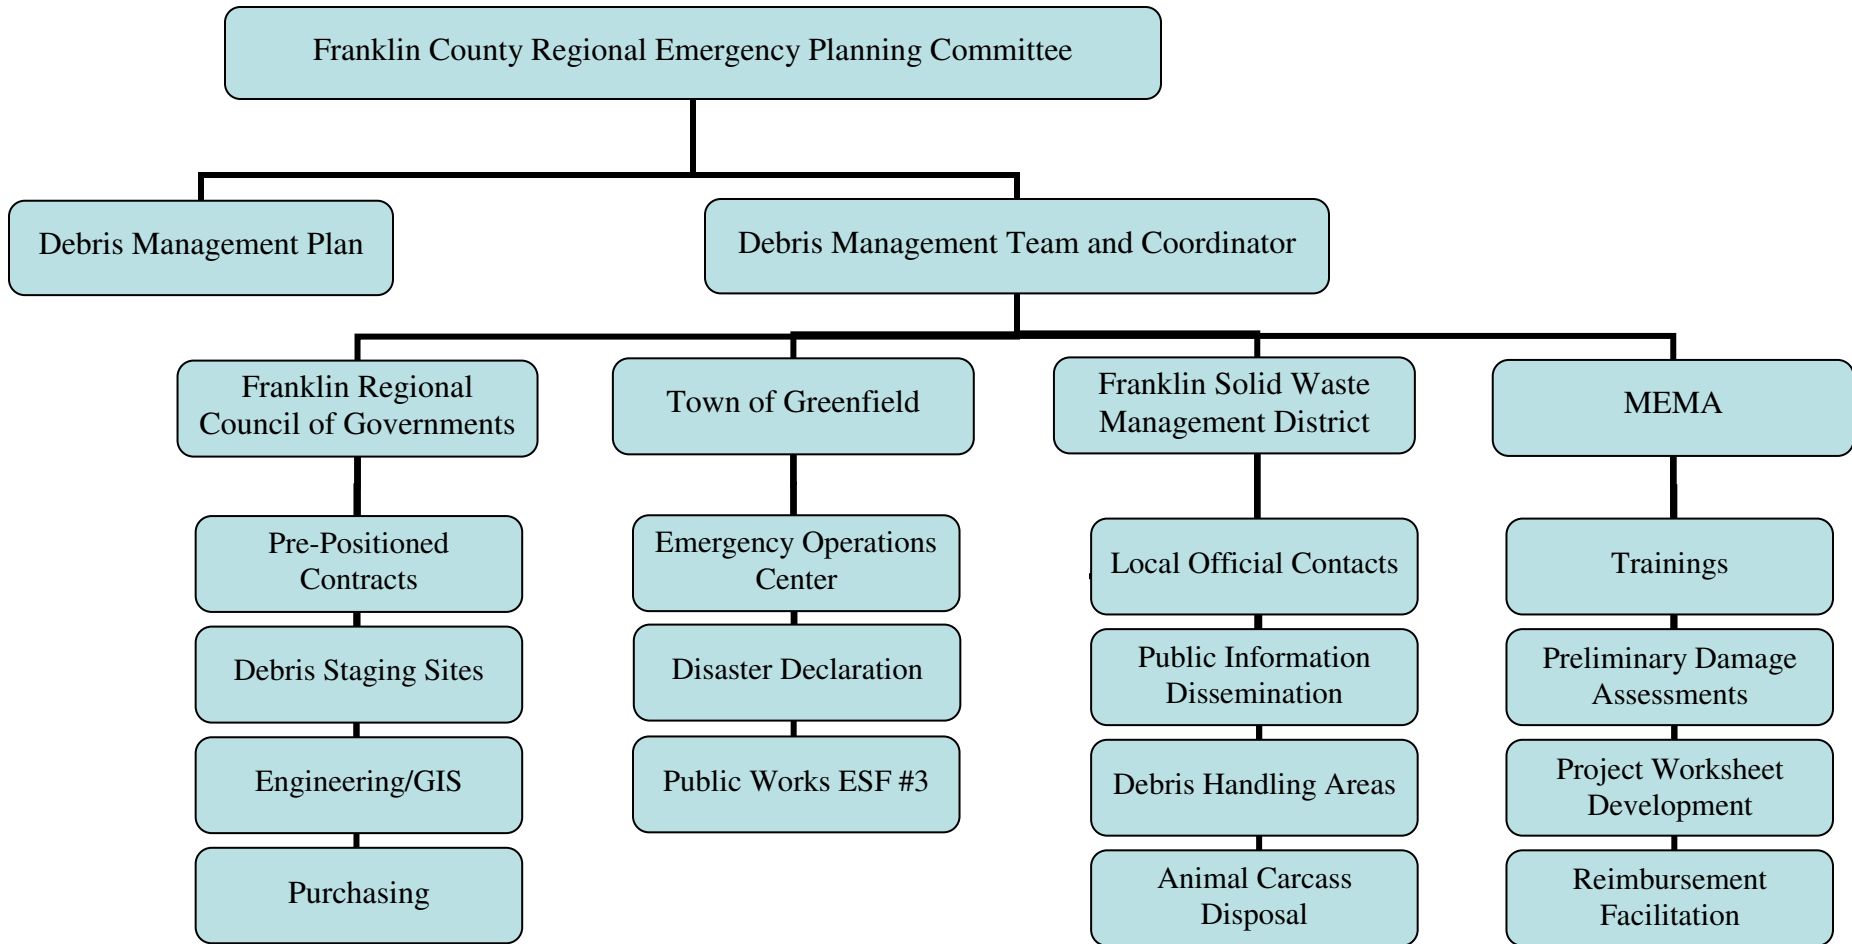 Franklin County Regional Emergency Planning Committee
Debris Management Plan
Debris Management Team and Coordinator
Franklin Regional
Council of Governments
Town of Greenfield
Franklin Solid Waste
Management District
MEMA
Pre-Positioned
Contracts
Debris Staging Sites
Engineering/GIS
Purchasing
Emergency Operations
Center
Disaster Declaration
Public Works ESF #3
Local Official Contacts
Public Information
Dissemination
Debris Handling Areas
Animal Carcass
Disposal
Trainings
Preliminary Damage
Assessments
Project Worksheet
Development
Reimbursement
Facilitation